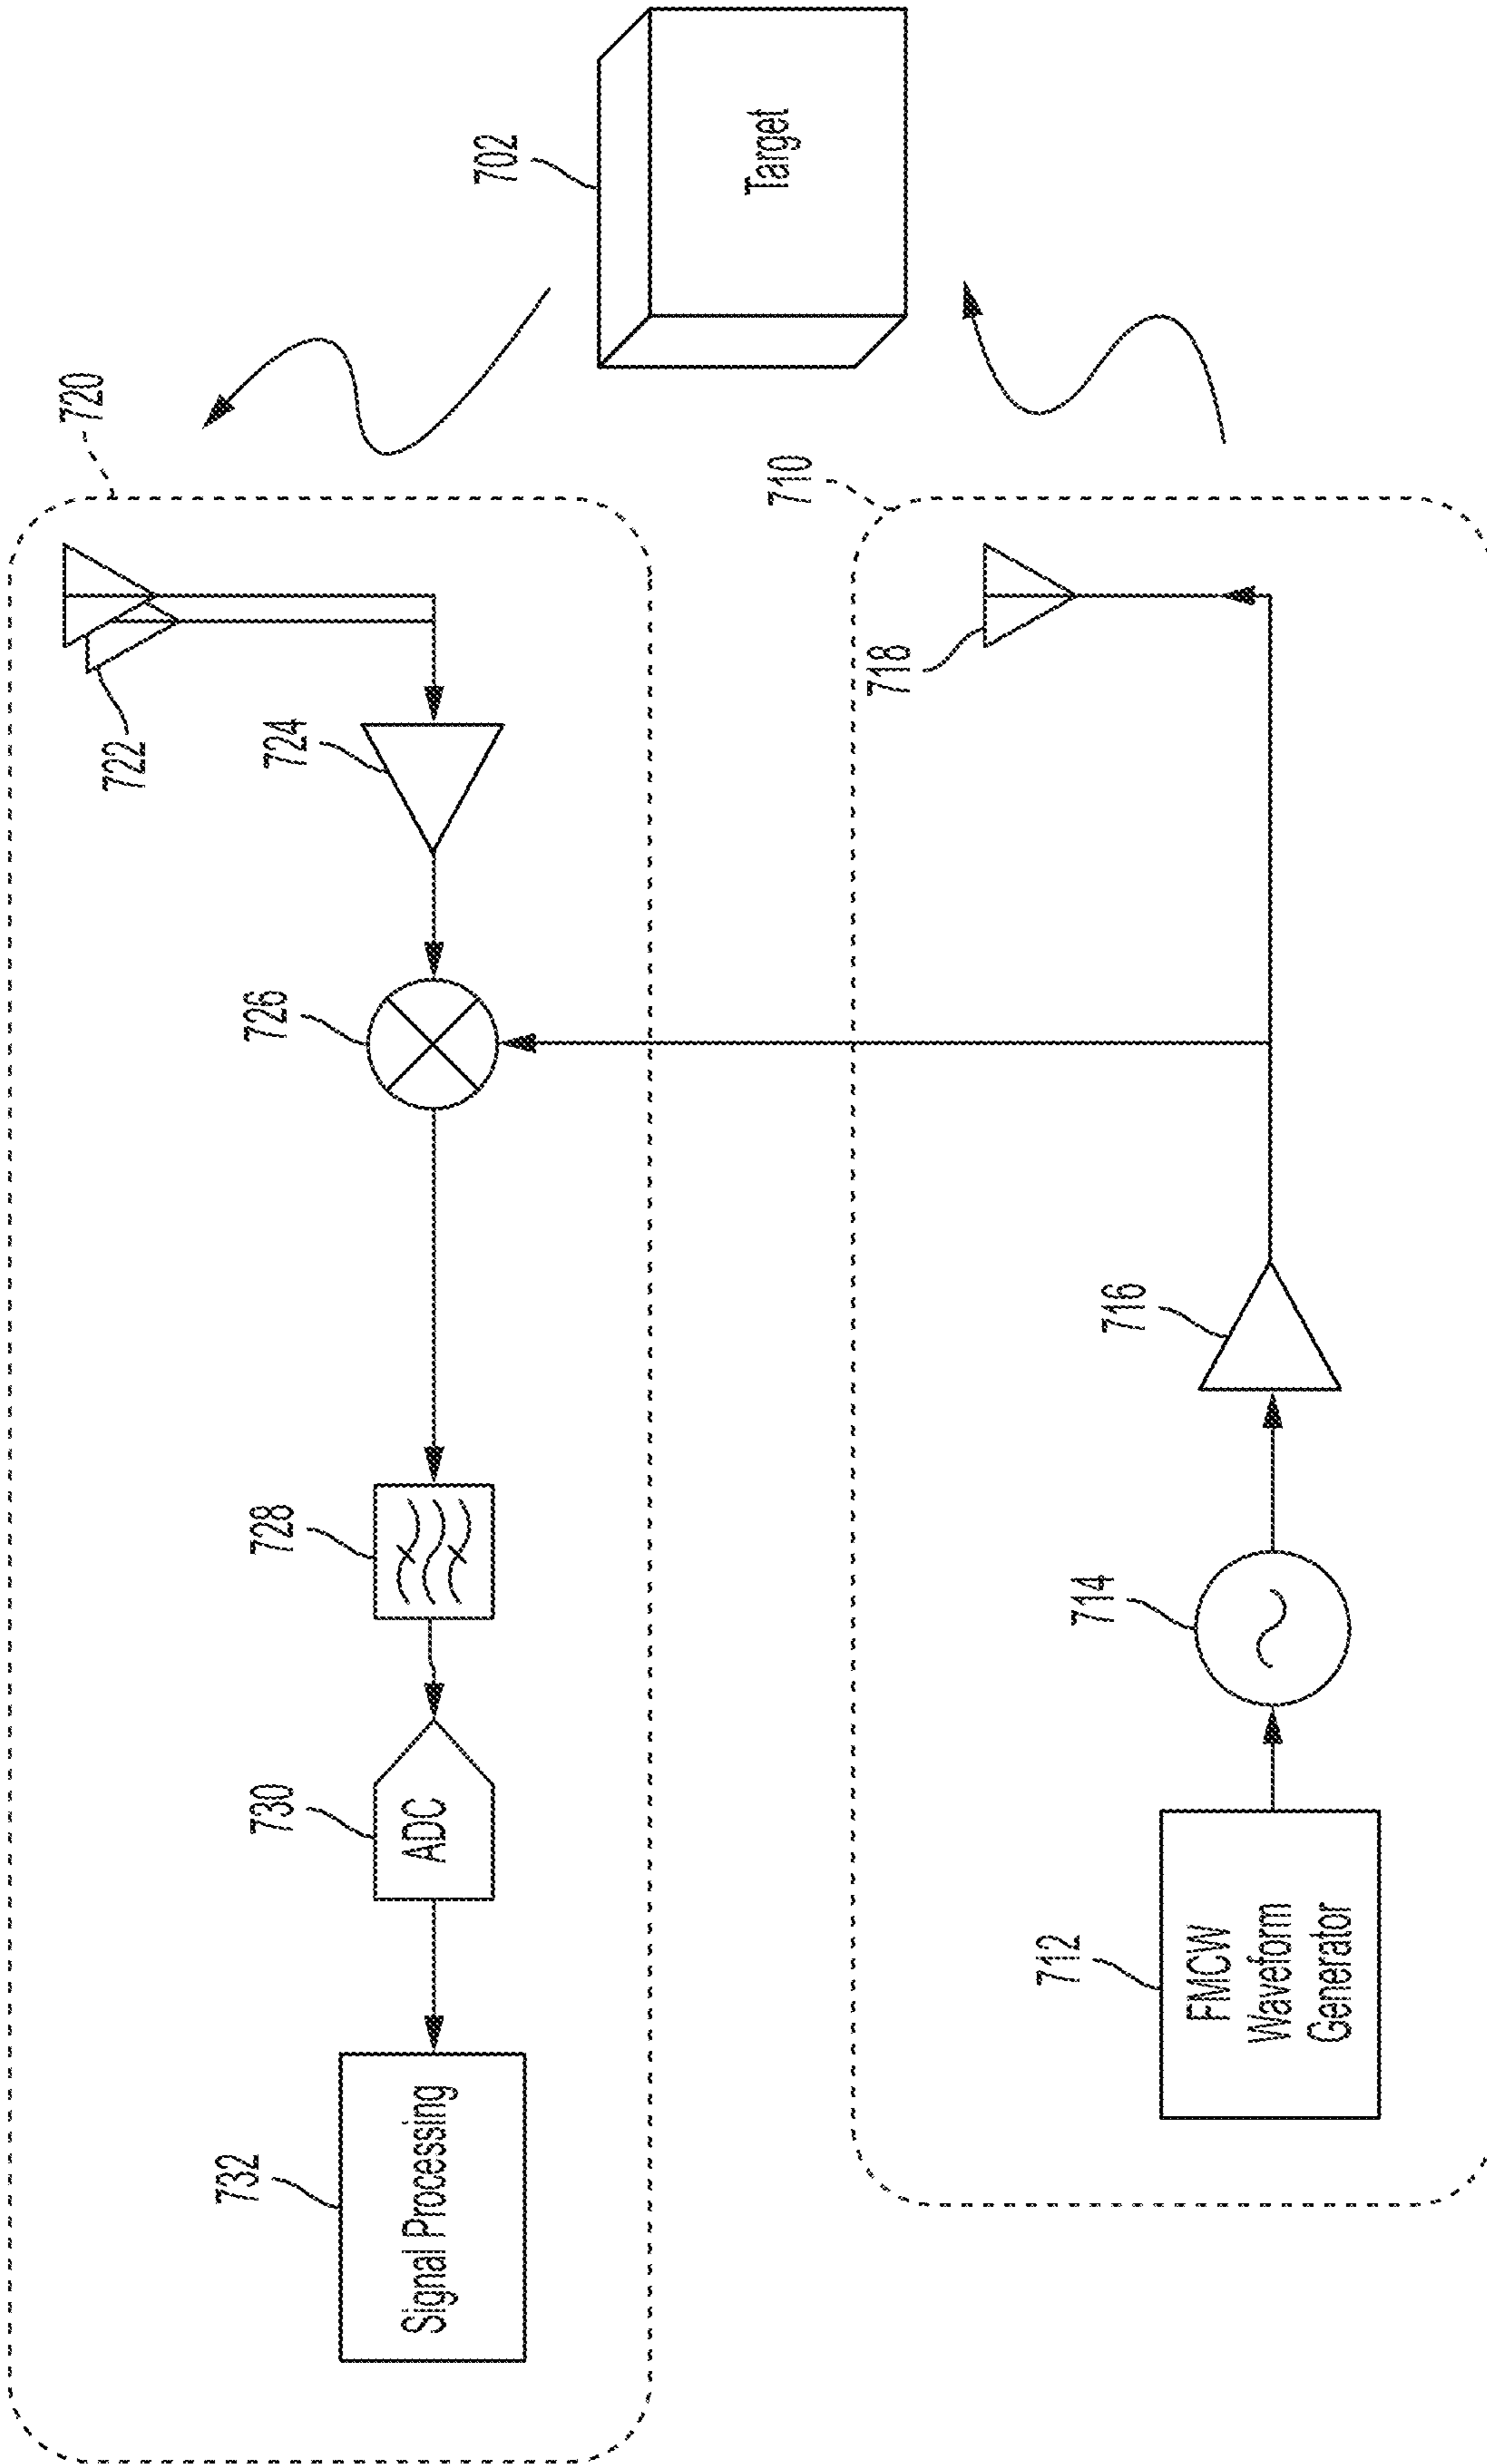 720
722
724
726
728
730
ADC
732
Signal Processing
702
Target
710
718
716
714
712
FMCW
Waveform
Generator